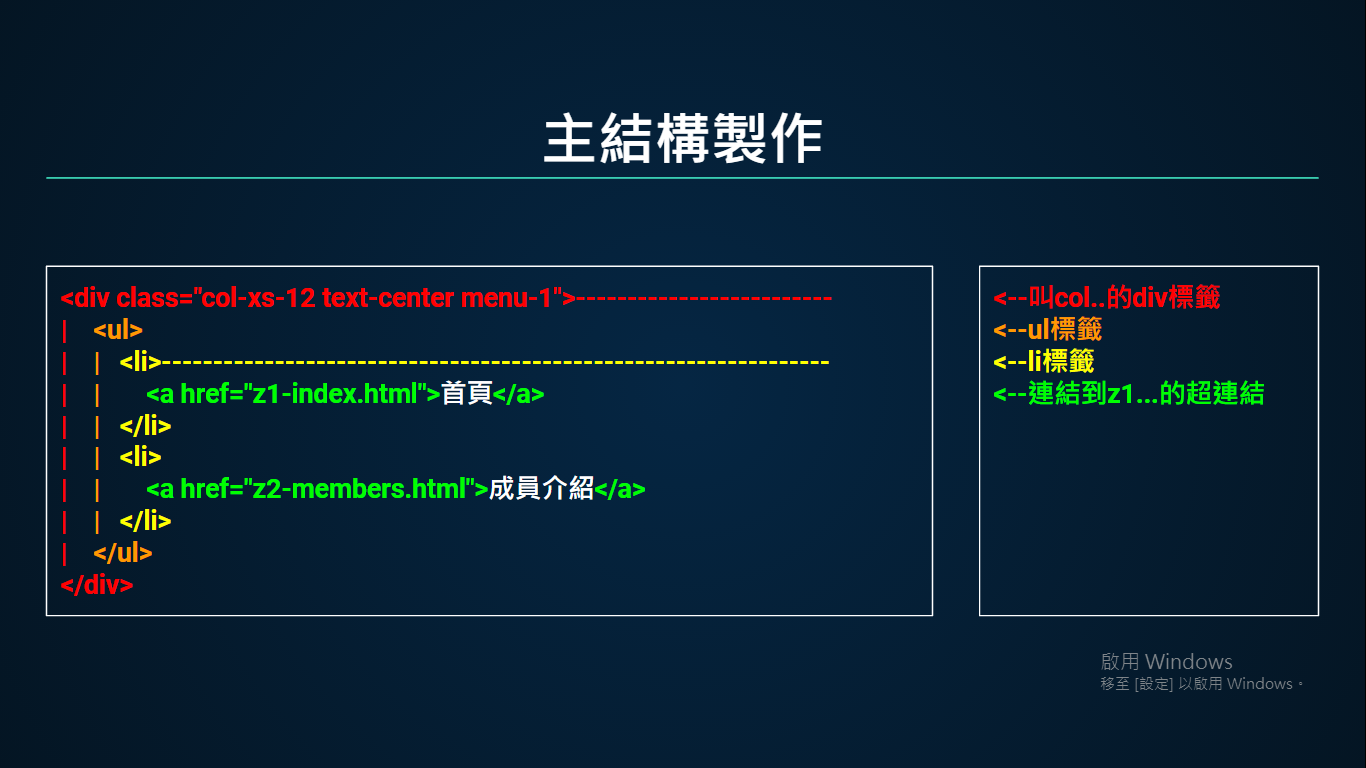 主結構製作
<div class="col-xs-12 text-center menu-1">-------------------------
| <ul>
| | <li>-----------------------------------------------------------------
| | <a href="z1-index.html">首頁</a>
| | </li>
| | <li>
| | <a href="z2-members.html">成員介紹</a>
| | </li>
| </ul>
</div>
<--叫col..的div標籤
<--ul標籤
<--li標籤
<--連結到z1...的超連結
啟用 Windows
移至 [設定] 以啟用 Windows。